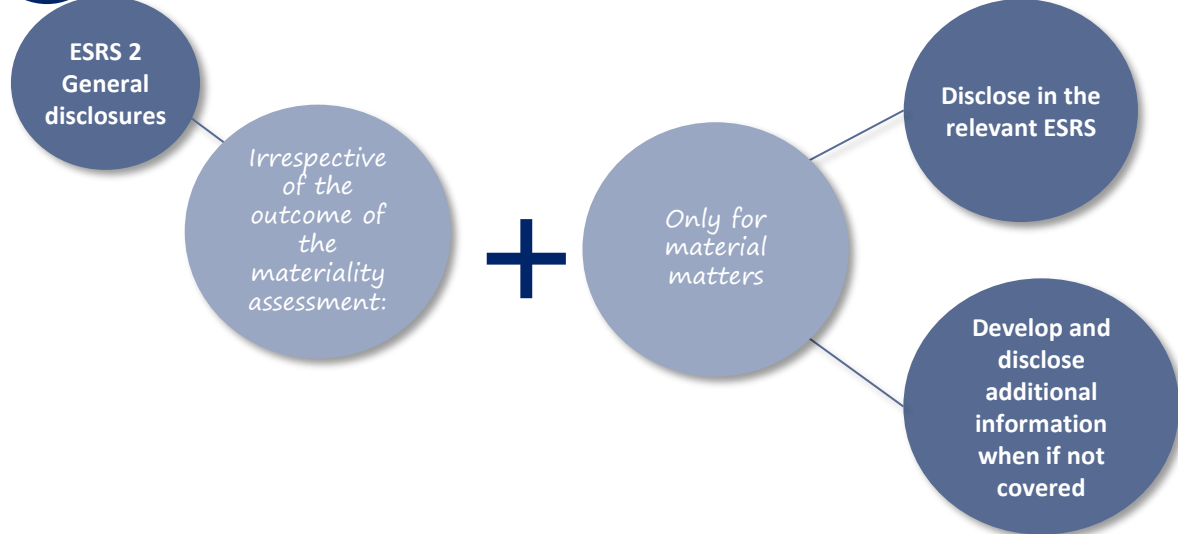 ESRS 2
General
disclosures
Irrespective
of the
outcome of
the
materiality
assessment:
+
Only for
material
matters
Disclose in the
relevant ESRS
Develop and
disclose
additional
information
when if not
covered